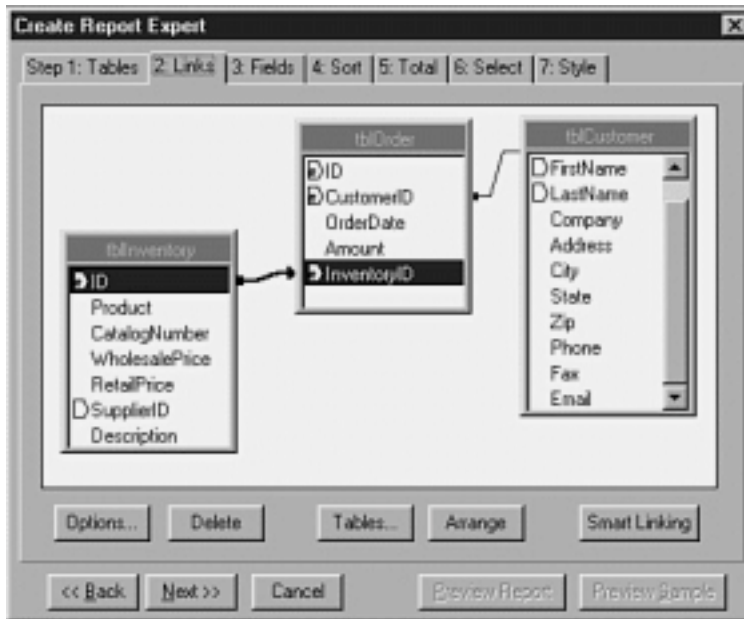 Create Report Expert
Step 1: Tables
2: Links
3: Fields
4: Sort
5: Total
6: Select
7: Style
tblInventory
ID
Product
CatalogNumber
WholesalePrice
RetailPrice
SupplierID
Description
tblOrder
ID
CustomerID
OrderDate
Amount
InventoryID
tblCustomer
FirstName
LastName
Company
Address
City
State
Zip
Phone
Fax
Email
Options...
Delete
Tables...
Arrange
Smart Linking
<< Back
Next >>
Cancel
Preview Report
Preview Sample